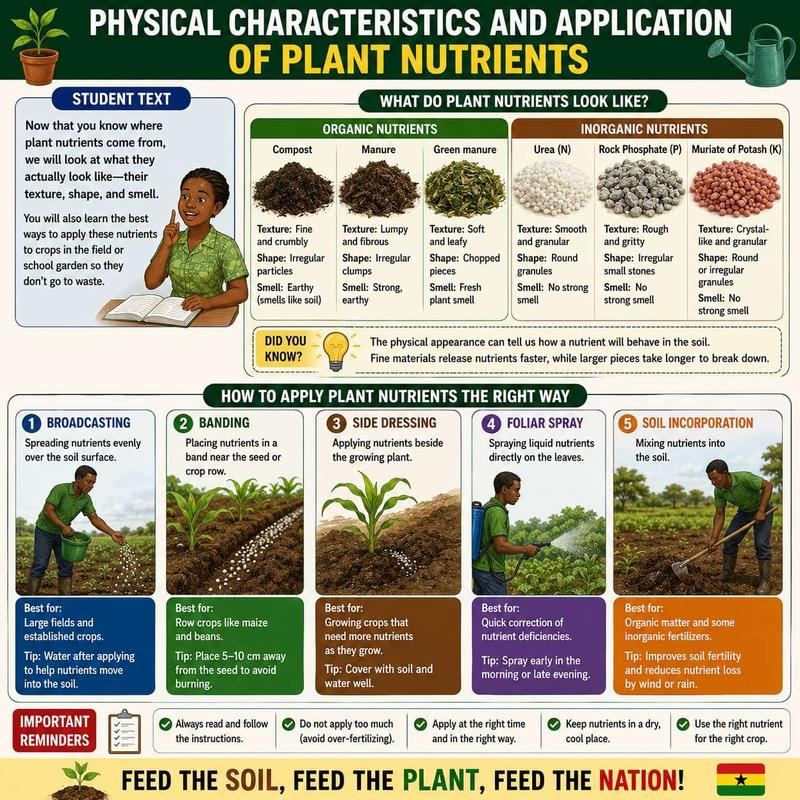 PHYSICAL CHARACTERISTICS AND APPLICATION
OF PLANT NUTRIENTS
STUDENT TEXT
Now that you know where
plant nutrients come from,
we will look at what they
actually look like—their
texture, shape, and smell.
You will also learn the best
ways to apply these nutrients
to crops in the field or
school garden so they
don't go to waste.
WHAT DO PLANT NUTRIENTS LOOK LIKE?
ORGANIC NUTRIENTS
Compost
Texture: Fine
and crumbly
Shape: Irregular
particles
Smell: Earthy
(smells like soil)
Manure
Texture: Lumpy
and fibrous
Shape: Irregular
clumps
Smell: Strong,
earthy
Green manure
Texture: Soft
and leafy
Shape: Chopped
pieces
Smell: Fresh
plant smell
INORGANIC NUTRIENTS
Urea (N)
Texture: Smooth
and granular
Shape: Round
granules
Smell: No strong
smell
Rock Phosphate (P)
Texture: Rough
and gritty
Shape: Irregular
small stones
Smell: No
strong smell
Muriate of Potash (K)
Texture: Crystal-
like and granular
Shape: Round
or irregular
granules
Smell: No
strong smell
DID YOU
KNOW?
The physical appearance can tell us how a nutrient will behave in the soil.
Fine materials release nutrients faster, while larger pieces take longer to break down.
HOW TO APPLY PLANT NUTRIENTS THE RIGHT WAY
1 BROADCASTING
Spreading nutrients evenly
over the soil surface.
Best for:
Large fields and
established crops.
Tip: Water after applying
to help nutrients move
into the soil.
2 BANDING
Placing nutrients in a
band near the seed or
crop row.
Best for:
Row crops like maize
and beans.
Tip: Place 5–10 cm away
from the seed to avoid
burning.
3 SIDE DRESSING
Applying nutrients beside
the growing plant.
Best for:
Growing crops that
need more nutrients
as they grow.
Tip: Cover with soil and
water well.
4 FOLIAR SPRAY
Spraying liquid nutrients
directly on the leaves.
Best for:
Quick correction of
nutrient deficiencies.
Tip: Spray early in the
morning or late evening.
5 SOIL INCORPORATION
Mixing nutrients into
the soil.
Best for:
Organic matter and some
inorganic fertilizers.
Tip: Improves soil fertility
and reduces nutrient loss
by wind or rain.
IMPORTANT
REMINDERS
Always read and follow
the instructions.
Do not apply too much
(avoid over-fertilizing).
Apply at the right time
and in the right way.
Keep nutrients in a dry,
cool place.
Use the right nutrient
for the right crop.
FEED THE SOIL, FEED THE PLANT, FEED THE NATION!